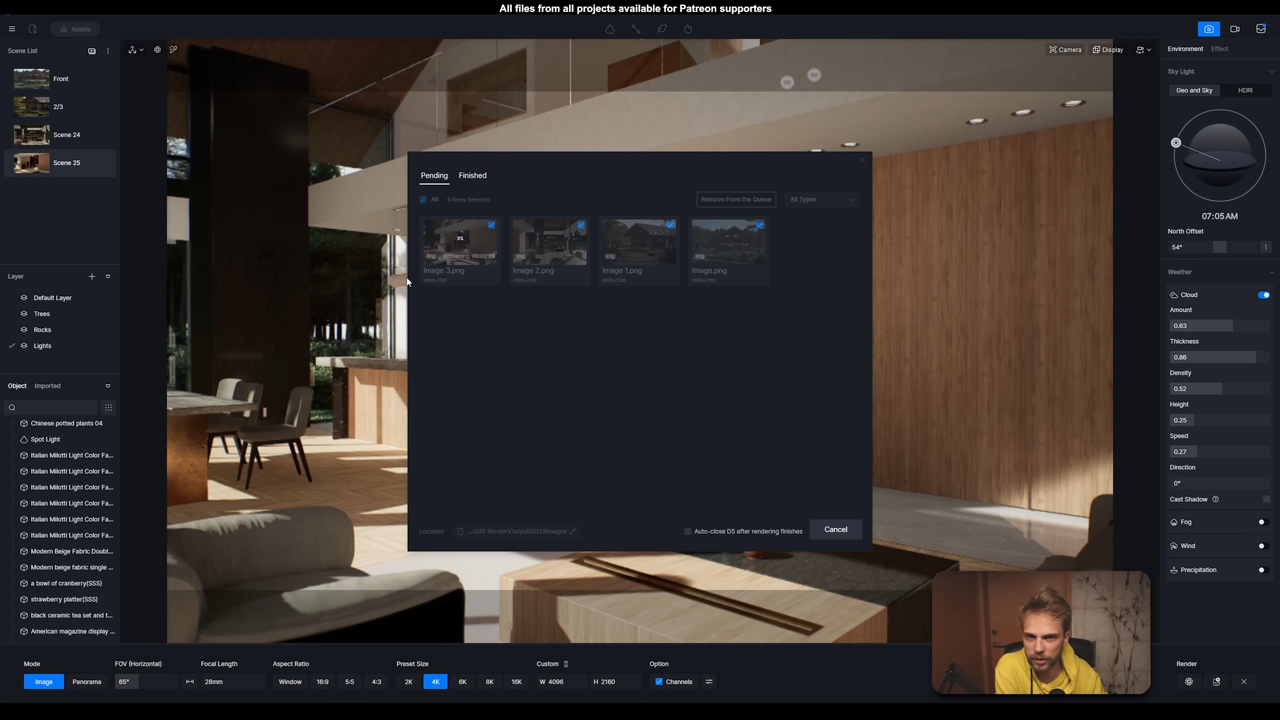 All files from all projects available for Patreon supporters
Assets
Scene List
Front
2/3
Scene 24
Scene 25
Layer
Default Layer
Trees
Rocks
Lights
Object Imported
Chinese potted plants 04
Spot Light
Italian Milotti Light Color Fa...
Italian Milotti Light Color Fa...
Italian Milotti Light Color Fa...
Italian Milotti Light Color Fa...
Italian Milotti Light Color Fa...
Italian Milotti Light Color Fa...
Modern Beige Fabric Doubl...
Modern beige fabric single ...
a bowl of cranberry(SSS)
strawberry platter(SSS)
black ceramic tea set and t...
American magazine display ...
Camera Display
Pending Finished
All 4 Items Selected Remove From the Queue All Types
Image 3.png Image 2.png Image 1.png Image.png
Location Auto-close D5 after rendering finishes Cancel
Environment Effect
Sky Light
Geo and Sky HDRI
07:05 AM
North Offset
54°
Weather
Cloud
Amount
0.63
Thickness
0.86
Density
0.52
Height
0.25
Speed
0.27
Direction
0°
Cast Shadow
Fog
Wind
Precipitation
Mode FOV (Horizontal) Focal Length Aspect Ratio Preset Size Custom Option Render
Image Panorama 65° 28mm Window 16:9 5:5 4:3 2K 4K 6K 8K 16K W 4096 H 2160 Channels